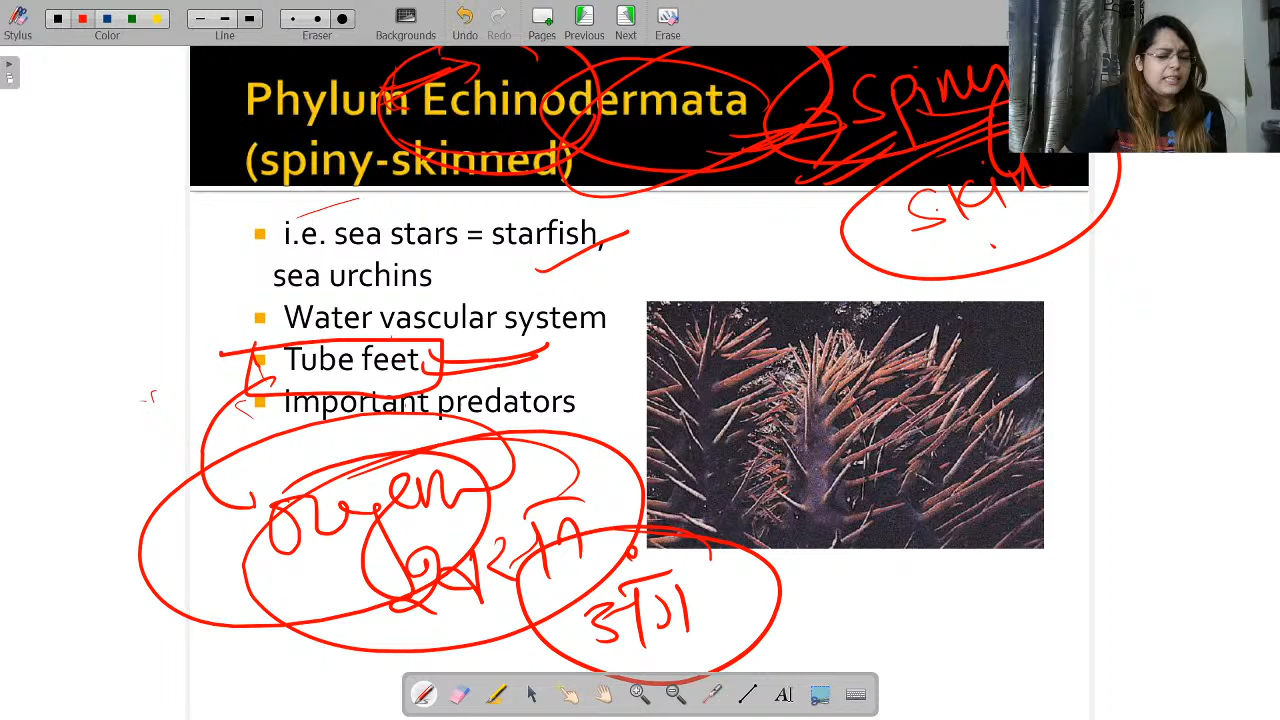 Stylus
Color
Line
Eraser
Backgrounds
Undo
Redo
Pages
Previous
Next
Erase
Phylum Echinodermata
(spiny-skinned)
spiny
skin
i.e. sea stars = starfish,
sea urchins
Water vascular system
Tube feet
Important predators